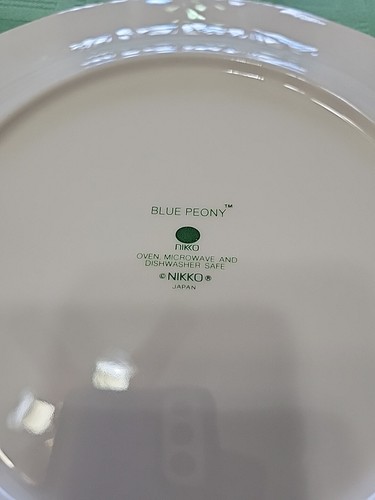 BLUE PEONY™
NIKKO
OVEN, MICROWAVE AND
DISHWASHER SAFE
© NIKKO ®
JAPAN